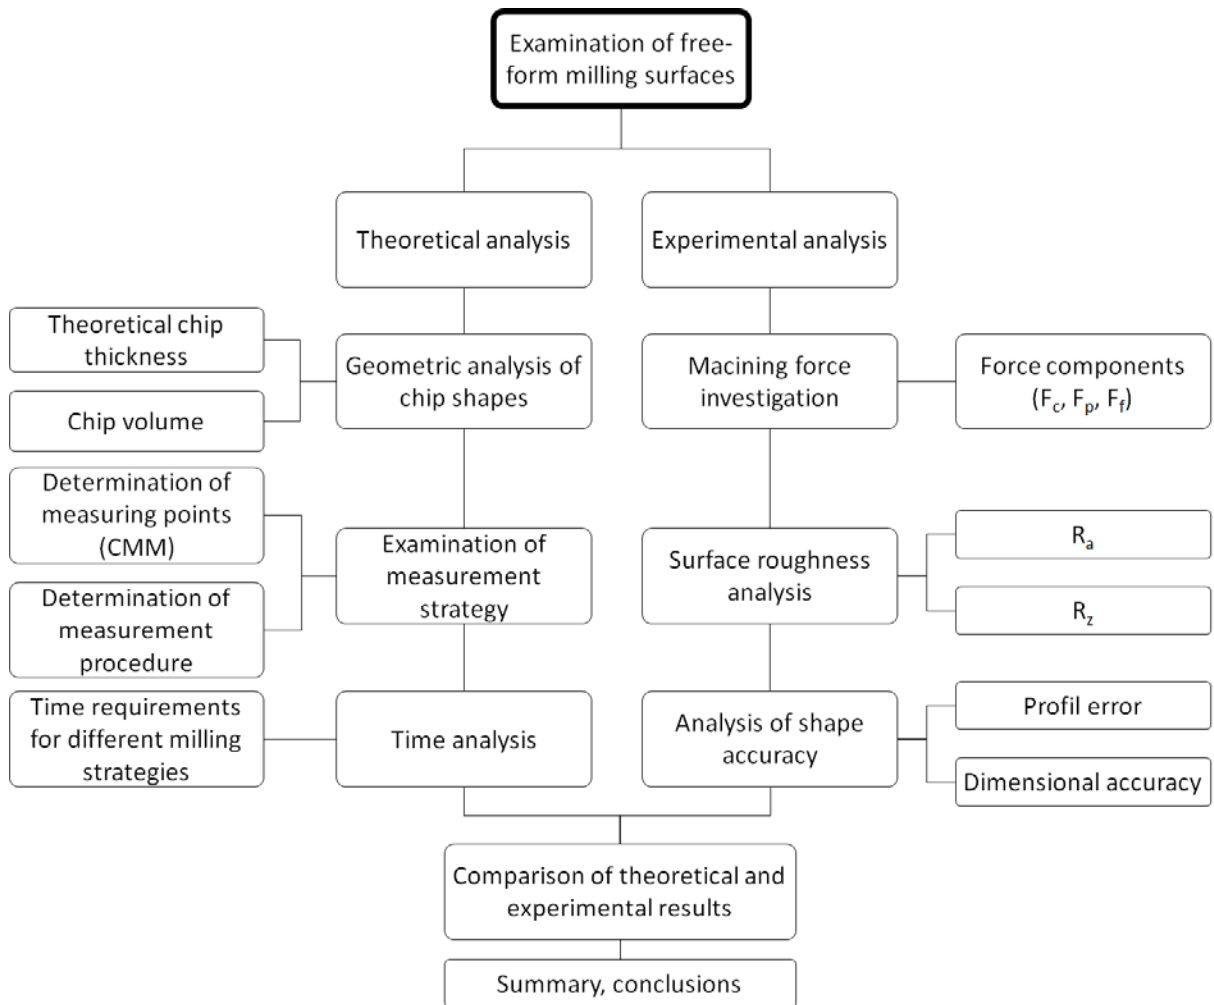 Examination of free-
form milling surfaces
Theoretical analysis
Experimental analysis
Theoretical chip
thickness
Chip volume
Geometric analysis of
chip shapes
Macining force
investigation
Force components
(Fc, Fp, Ff)
Determination of
measuring points
(CMM)
Determination of
measurement
procedure
Examination of
measurement
strategy
Surface roughness
analysis
Ra
Rz
Time requirements
for different milling
strategies
Time analysis
Analysis of shape
accuracy
Profil error
Dimensional accuracy
Comparison of theoretical and
experimental results
Summary, conclusions